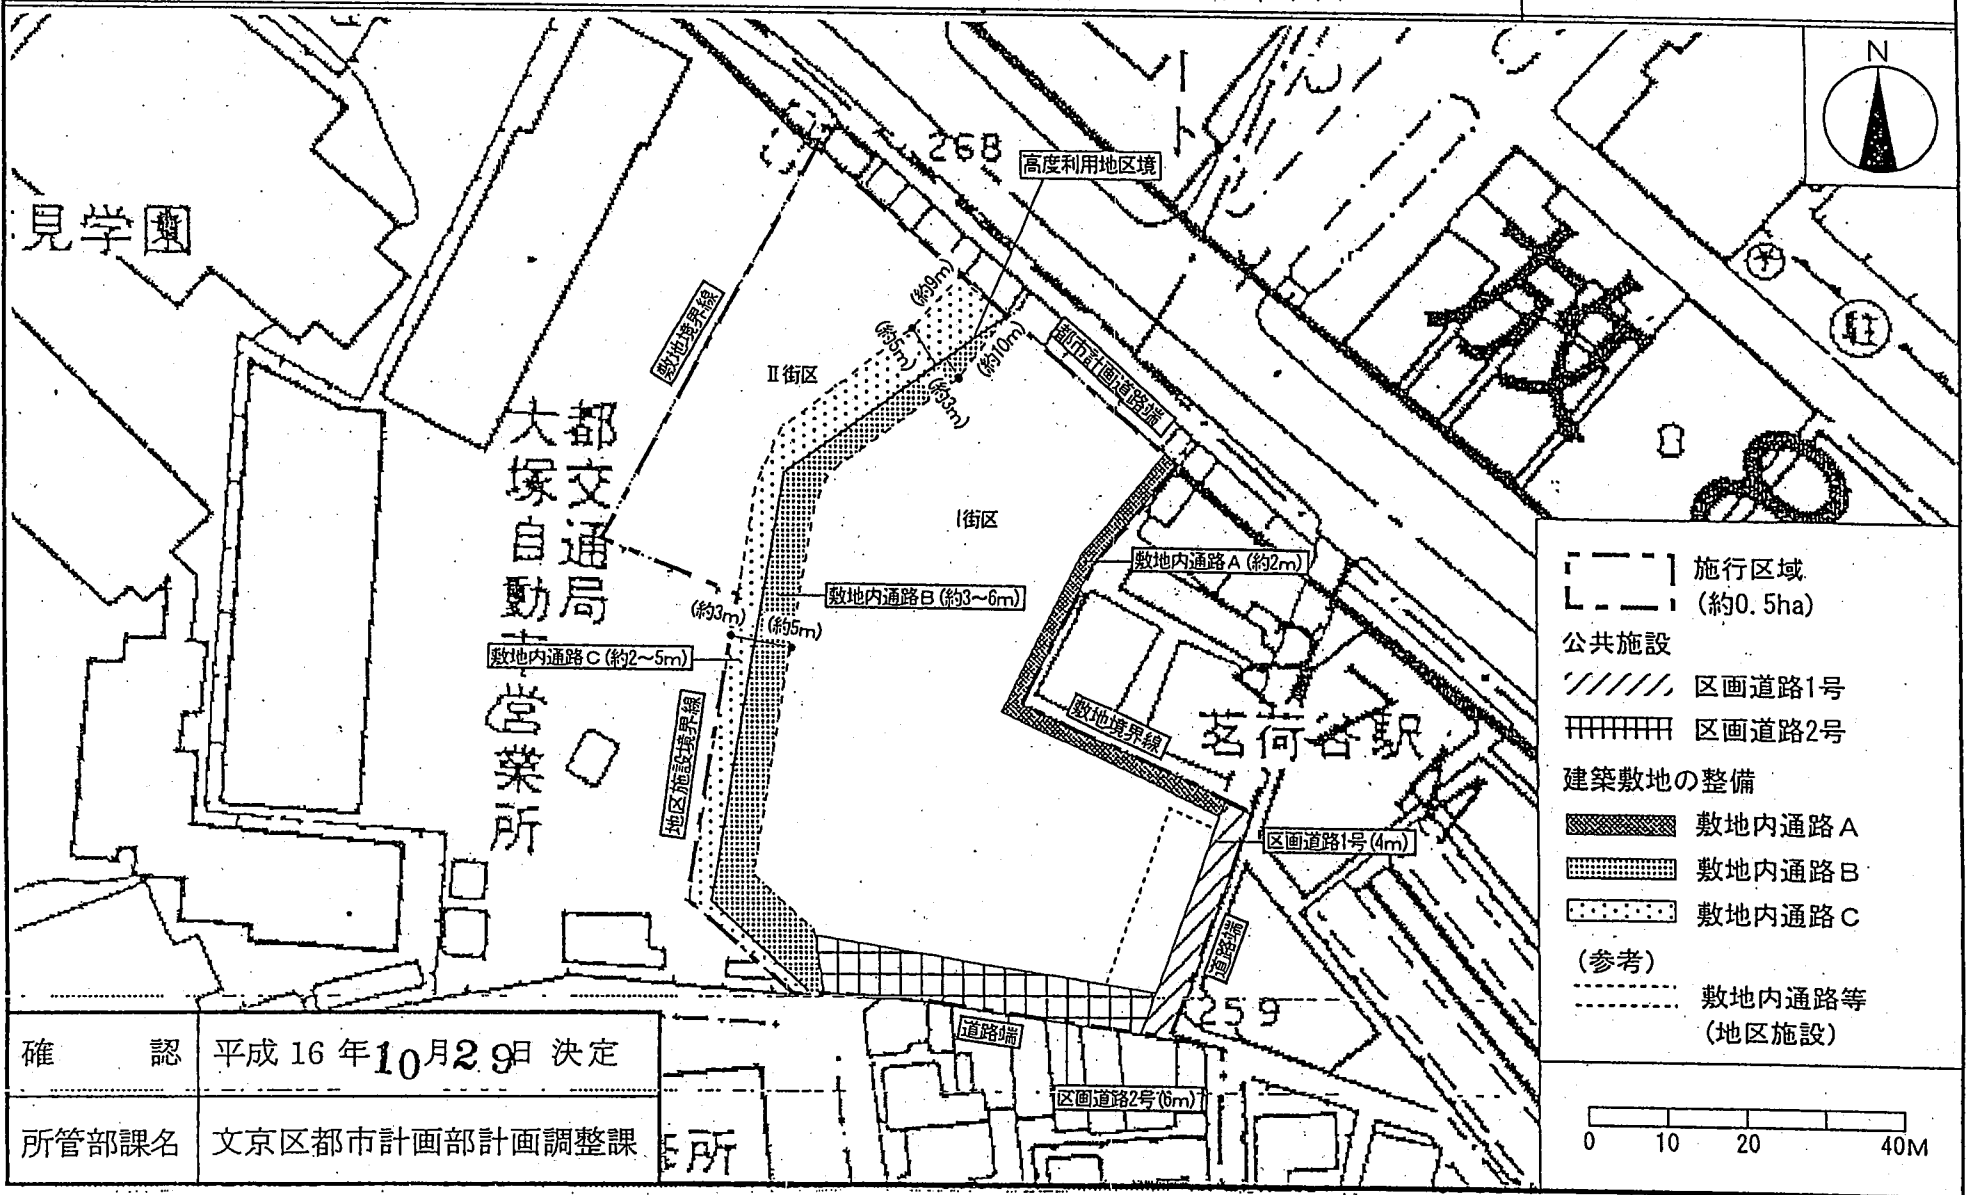 N
268
高度利用地区境
見学園
(約9m)
(約5m)
(約10m)
(約3m)
敷地境界線
都市計画道路端
Ⅱ街区
Ⅰ街区
都交通局
大塚自動車営業所
敷地内通路A(約2m)
敷地内通路B(約3~6m)
(約3m)
(約5m)
敷地内通路C(約2~5m)
地区施設境界線
敷地境界線
茗荷谷駅
区画道路1号(4m)
道路端
259
道路端
区画道路2号(6m)
所
施行区域
(約0.5ha)
公共施設
区画道路1号
区画道路2号
建築敷地の整備
敷地内通路A
敷地内通路B
敷地内通路C
(参考)
敷地内通路等
(地区施設)
0 10 20 40M
確認 平成16年10月29日 決定
所管部課名 文京区都市計画部計画調整課